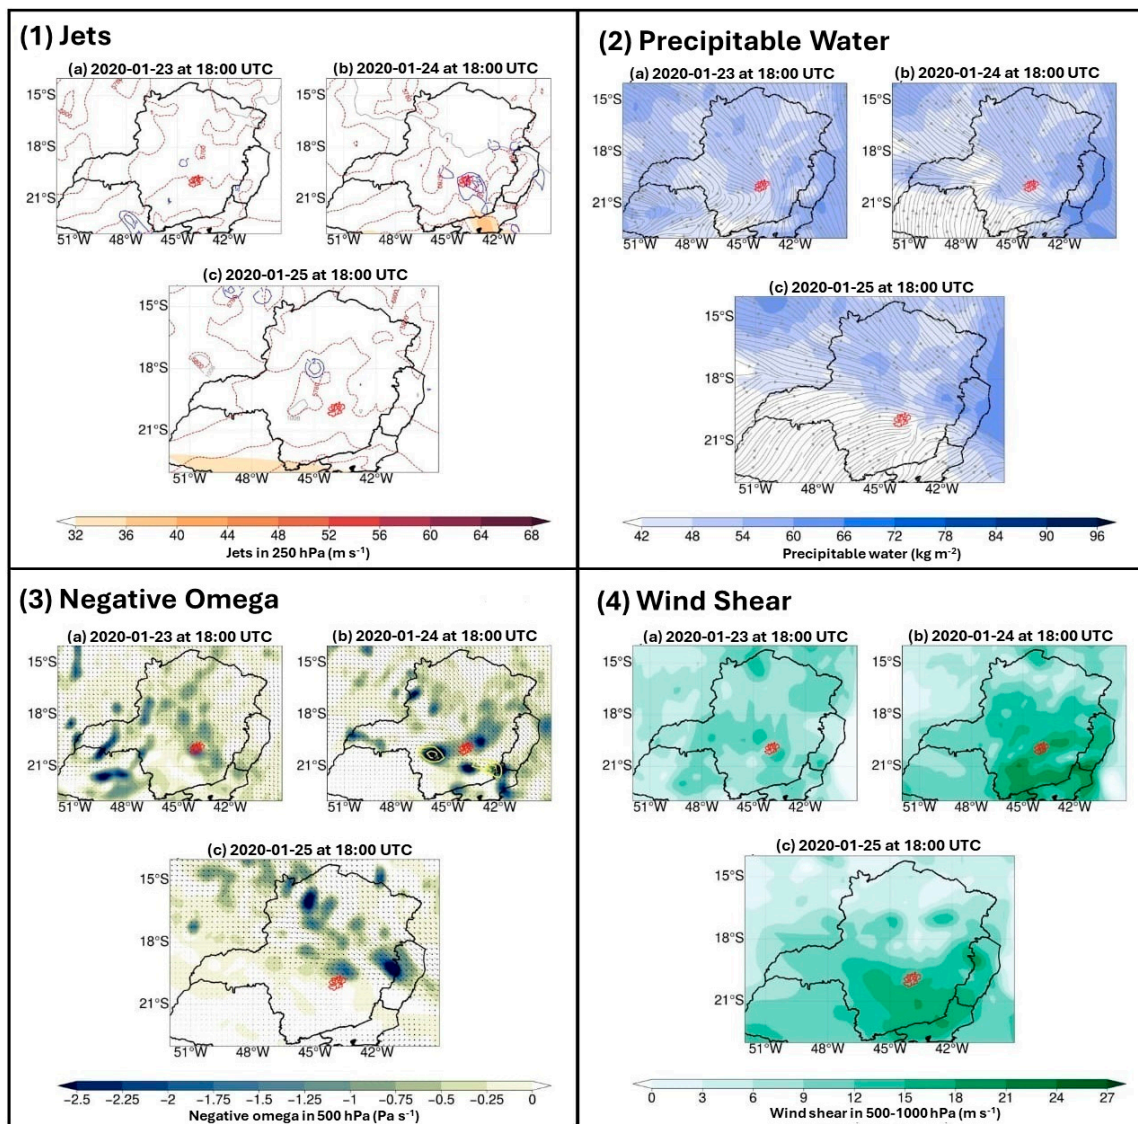 (1) Jets
(a) 2020-01-23 at 18:00 UTC
(b) 2020-01-24 at 18:00 UTC
15°S
18°S
21°S
51°W 48°W 45°W 42°W
51°W 48°W 45°W 42°W
(c) 2020-01-25 at 18:00 UTC
15°S
18°S
21°S
51°W 48°W 45°W 42°W
32 36 40 44 48 52 56 60 64 68
Jets in 250 hPa (m s⁻¹)
(2) Precipitable Water
(a) 2020-01-23 at 18:00 UTC
(b) 2020-01-24 at 18:00 UTC
15°S
18°S
21°S
51°W 48°W 45°W 42°W
51°W 48°W 45°W 42°W
(c) 2020-01-25 at 18:00 UTC
15°S
18°S
21°S
51°W 48°W 45°W 42°W
42 48 54 60 66 72 78 84 90 96
Precipitable water (kg m⁻²)
(3) Negative Omega
(a) 2020-01-23 at 18:00 UTC
(b) 2020-01-24 at 18:00 UTC
15°S
18°S
21°S
51°W 48°W 45°W 42°W
51°W 48°W 45°W 42°W
(c) 2020-01-25 at 18:00 UTC
15°S
18°S
21°S
51°W 48°W 45°W 42°W
−2.5 −2.25 −2 −1.75 −1.5 −1.25 −1 −0.75 −0.5 −0.25 0
Negative omega in 500 hPa (Pa s⁻¹)
(4) Wind Shear
(a) 2020-01-23 at 18:00 UTC
(b) 2020-01-24 at 18:00 UTC
15°S
18°S
21°S
51°W 48°W 45°W 42°W
51°W 48°W 45°W 42°W
(c) 2020-01-25 at 18:00 UTC
15°S
18°S
21°S
51°W 48°W 45°W 42°W
0 3 6 9 12 15 18 21 24 27
Wind shear in 500-1000 hPa (m s⁻¹)